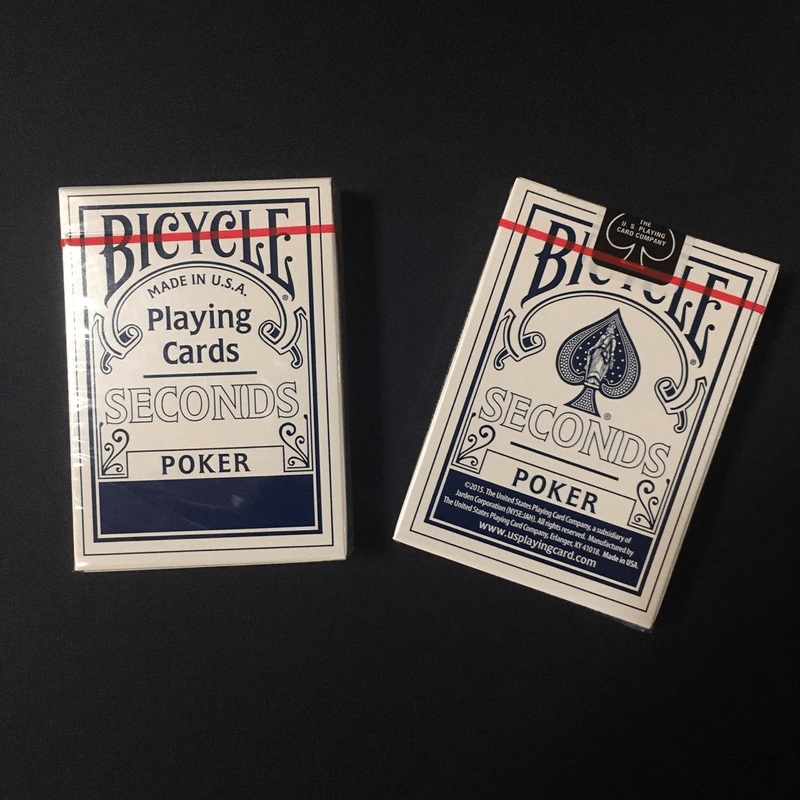 BICYCLE®
MADE IN U.S.A.
Playing
Cards
SECONDS
POKER
THE
U.S. PLAYING
CARD COMPANY
BICYCLE®
®
SECONDS
POKER
©2015. The United States Playing Card Company, a subsidiary of
Jarden Corporation (NYSE:JAH). All rights reserved. Manufactured by
The United States Playing Card Company, Erlanger, KY 41018. Made in USA.
www.usplayingcard.com